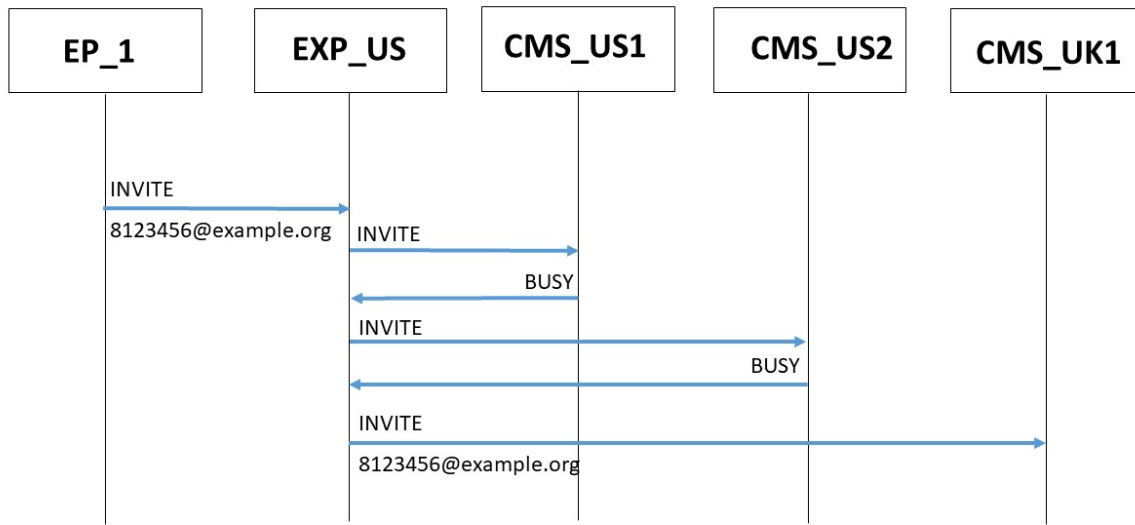 EP_1
EXP_US
CMS_US1
CMS_US2
CMS_UK1
INVITE
8123456@example.org
INVITE
BUSY
INVITE
BUSY
INVITE
8123456@example.org